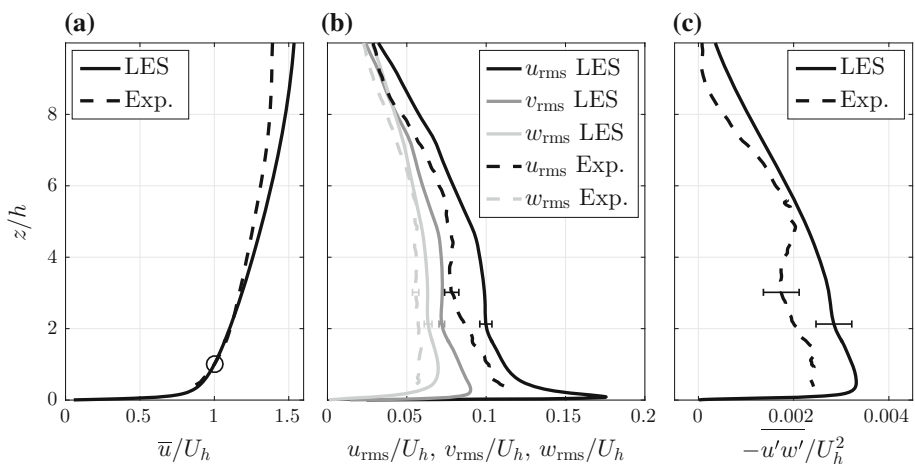 (a)
(b)
(c)
LES
Exp.
u_rms LES
v_rms LES
w_rms LES
u_rms Exp.
w_rms Exp.
LES
Exp.
z/h
8
6
4
2
0
0 0.5 1 1.5
0 0.05 0.1 0.15 0.2
0 0.002 0.004
u̅/U_h
u_rms/U_h, v_rms/U_h, w_rms/U_h
−u′w′‾/U_h^2